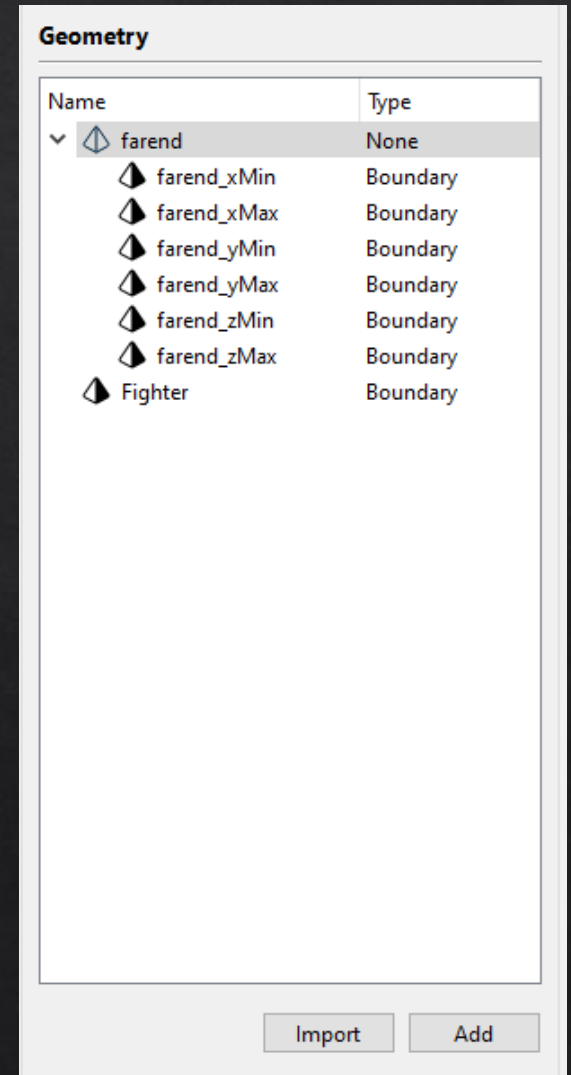 Geometry
Name Type
farend None
farend_xMin Boundary
farend_xMax Boundary
farend_yMin Boundary
farend_yMax Boundary
farend_zMin Boundary
farend_zMax Boundary
Fighter Boundary
Import Add